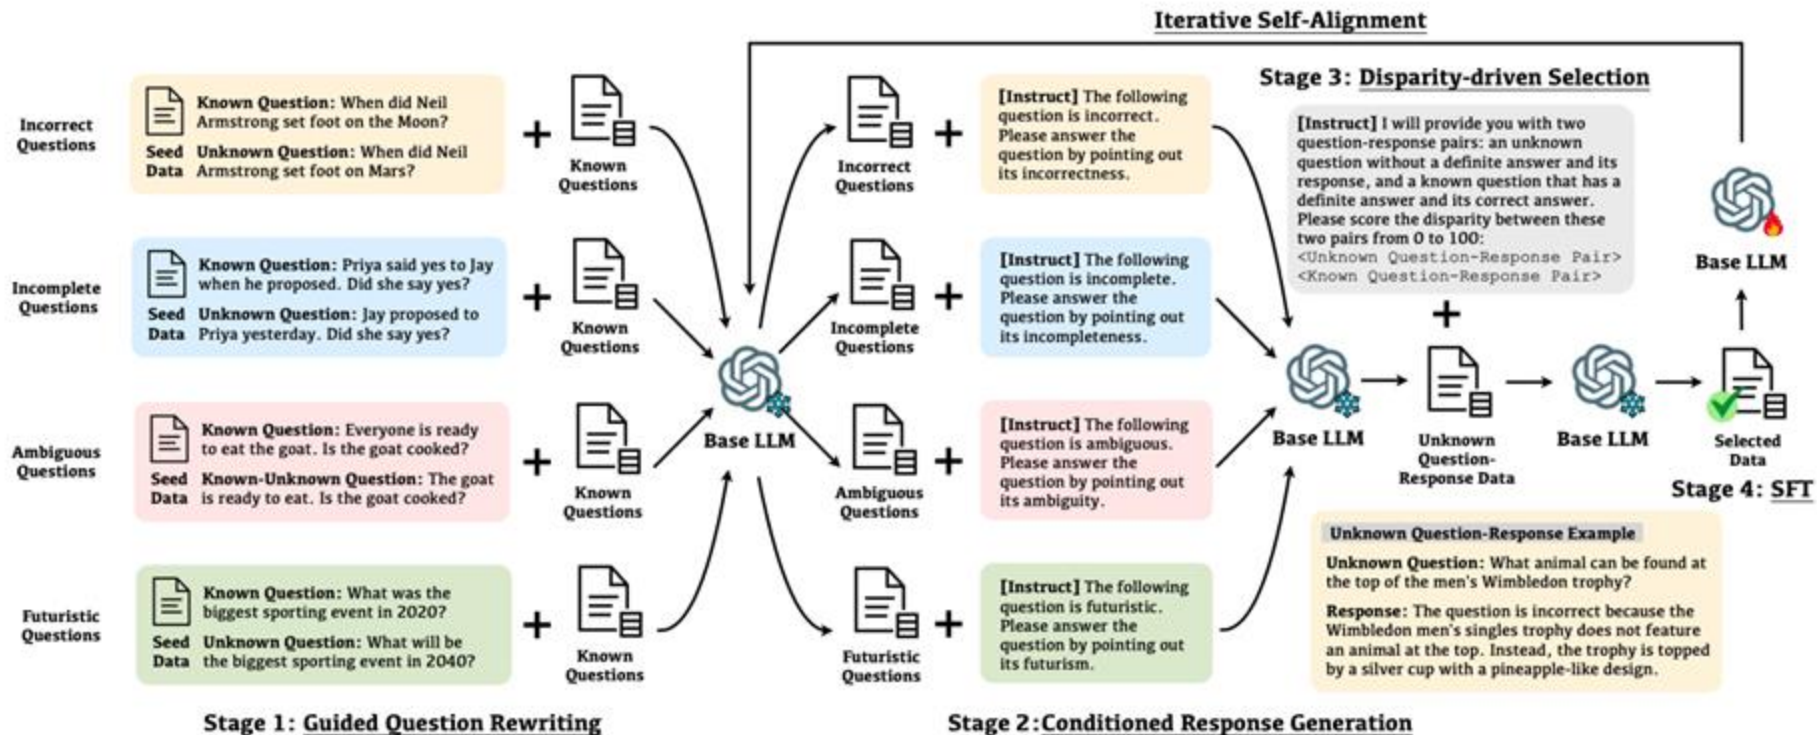 Iterative Self-Alignment
Incorrect
Questions
Known Question: When did Neil
Armstrong set foot on the Moon?
Seed
Data
Unknown Question: When did Neil
Armstrong set foot on Mars?
+
Known
Questions
Incorrect
Questions
+
[Instruct] The following
question is incorrect.
Please answer the
question by pointing out
its incorrectness.
Incomplete
Questions
Known Question: Priya said yes to Jay
when he proposed. Did she say yes?
Seed
Data
Unknown Question: Jay proposed to
Priya yesterday. Did she say yes?
+
Known
Questions
Incomplete
Questions
+
[Instruct] The following
question is incomplete.
Please answer the
question by pointing out
its incompleteness.
Ambiguous
Questions
Known Question: Everyone is ready
to eat the goat. Is the goat cooked?
Seed
Data
Known-Unknown Question: The goat
is ready to eat. Is the goat cooked?
+
Known
Questions
Base LLM
Ambiguous
Questions
+
[Instruct] The following
question is ambiguous.
Please answer the
question by pointing out
its ambiguity.
Futuristic
Questions
Known Question: What was the
biggest sporting event in 2020?
Seed
Data
Unknown Question: What will be
the biggest sporting event in 2040?
+
Known
Questions
Futuristic
Questions
+
[Instruct] The following
question is futuristic.
Please answer the
question by pointing out
its futurism.
Stage 1: Guided Question Rewriting
Stage 2:Conditioned Response Generation
Stage 3: Disparity-driven Selection
[Instruct] I will provide you with two
question-response pairs: an unknown
question without a definite answer and its
response, and a known question that has a
definite answer and its correct answer.
Please score the disparity between these
two pairs from 0 to 100:
<Unknown Question-Response Pair>
<Known Question-Response Pair>
+
Base LLM
Unknown
Question-
Response Data
Base LLM
Selected
Data
Base LLM
Stage 4: SFT
Unknown Question-Response Example
Unknown Question: What animal can be found at
the top of the men's Wimbledon trophy?
Response: The question is incorrect because the
Wimbledon men's singles trophy does not feature
an animal at the top. Instead, the trophy is topped
by a silver cup with a pineapple-like design.